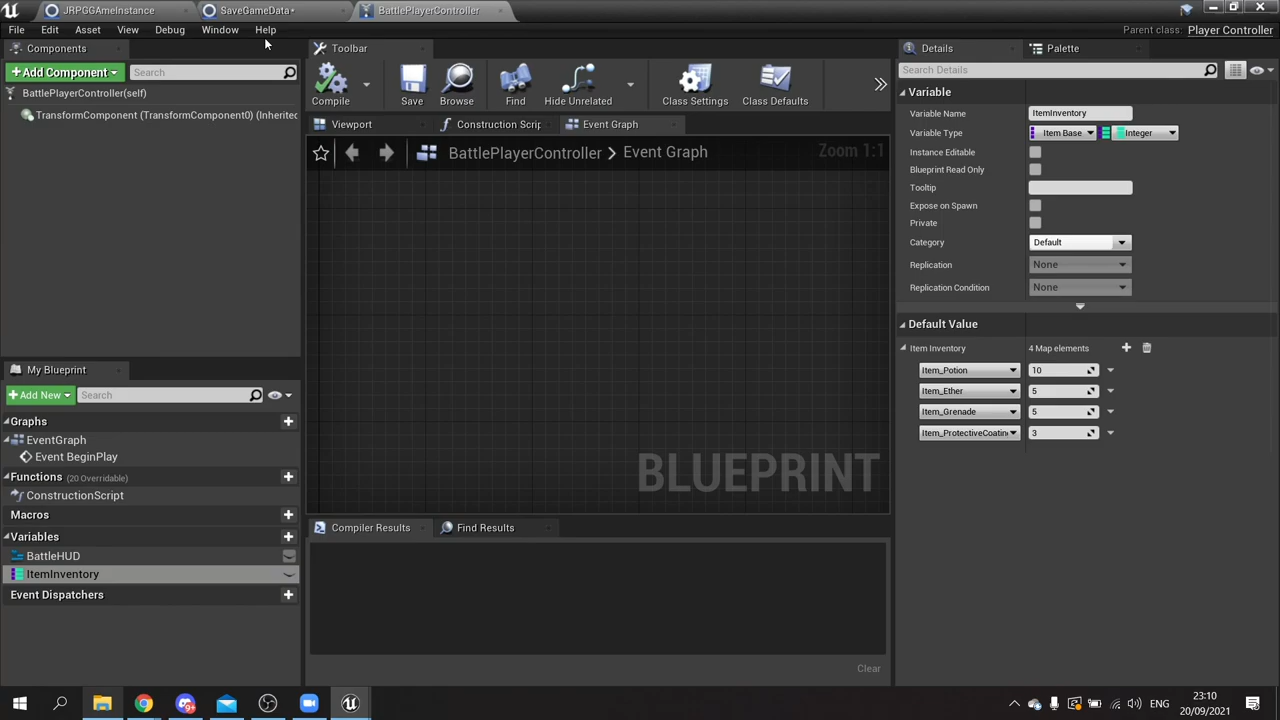 JRPGGAmeInstance
SaveGameData*
BattlePlayerController
File Edit Asset View Debug Window Help
Parent class: Player Controller
Components
Toolbar
Details
Palette
Add Component
Search
Search Details
BattlePlayerController(self)
TransformComponent (TransformComponent0) (Inherited
Compile
Save
Browse
Find
Hide Unrelated
Class Settings
Class Defaults
Viewport
Construction Scrip
Event Graph
BattlePlayerController
Event Graph
Zoom 1:1
Variable
Variable Name
ItemInventory
Variable Type
Item Base
Integer
Instance Editable
Blueprint Read Only
Tooltip
Expose on Spawn
Private
Category
Default
Replication
None
Replication Condition
None
Default Value
Item Inventory
4 Map elements
Item_Potion
10
Item_Ether
5
Item_Grenade
5
Item_ProtectiveCoating
3
My Blueprint
Add New
Search
Graphs
EventGraph
Event BeginPlay
Functions (20 Overridable)
ConstructionScript
Macros
Variables
BattleHUD
ItemInventory
Event Dispatchers
BLUEPRINT
Compiler Results
Find Results
Clear
ENG
23:10
20/09/2021